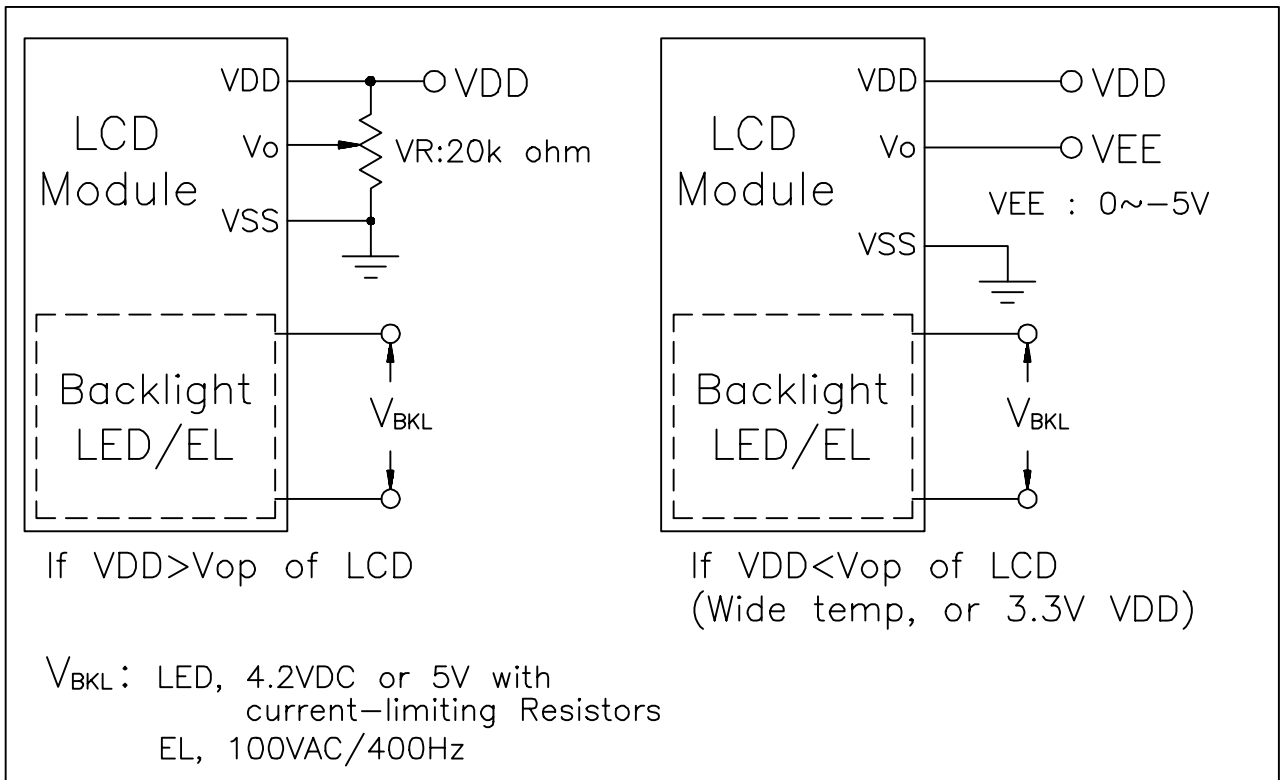 VDD
VDD
LCD
Module
Vo
VR:20k ohm
VSS
Backlight
LED/EL
VBKL
If VDD>Vop of LCD
VDD
VDD
LCD
Module
Vo
VEE
VEE : 0~-5V
VSS
Backlight
LED/EL
VBKL
If VDD<Vop of LCD
(Wide temp, or 3.3V VDD)
VBKL: LED, 4.2VDC or 5V with
current-limiting Resistors
EL, 100VAC/400Hz